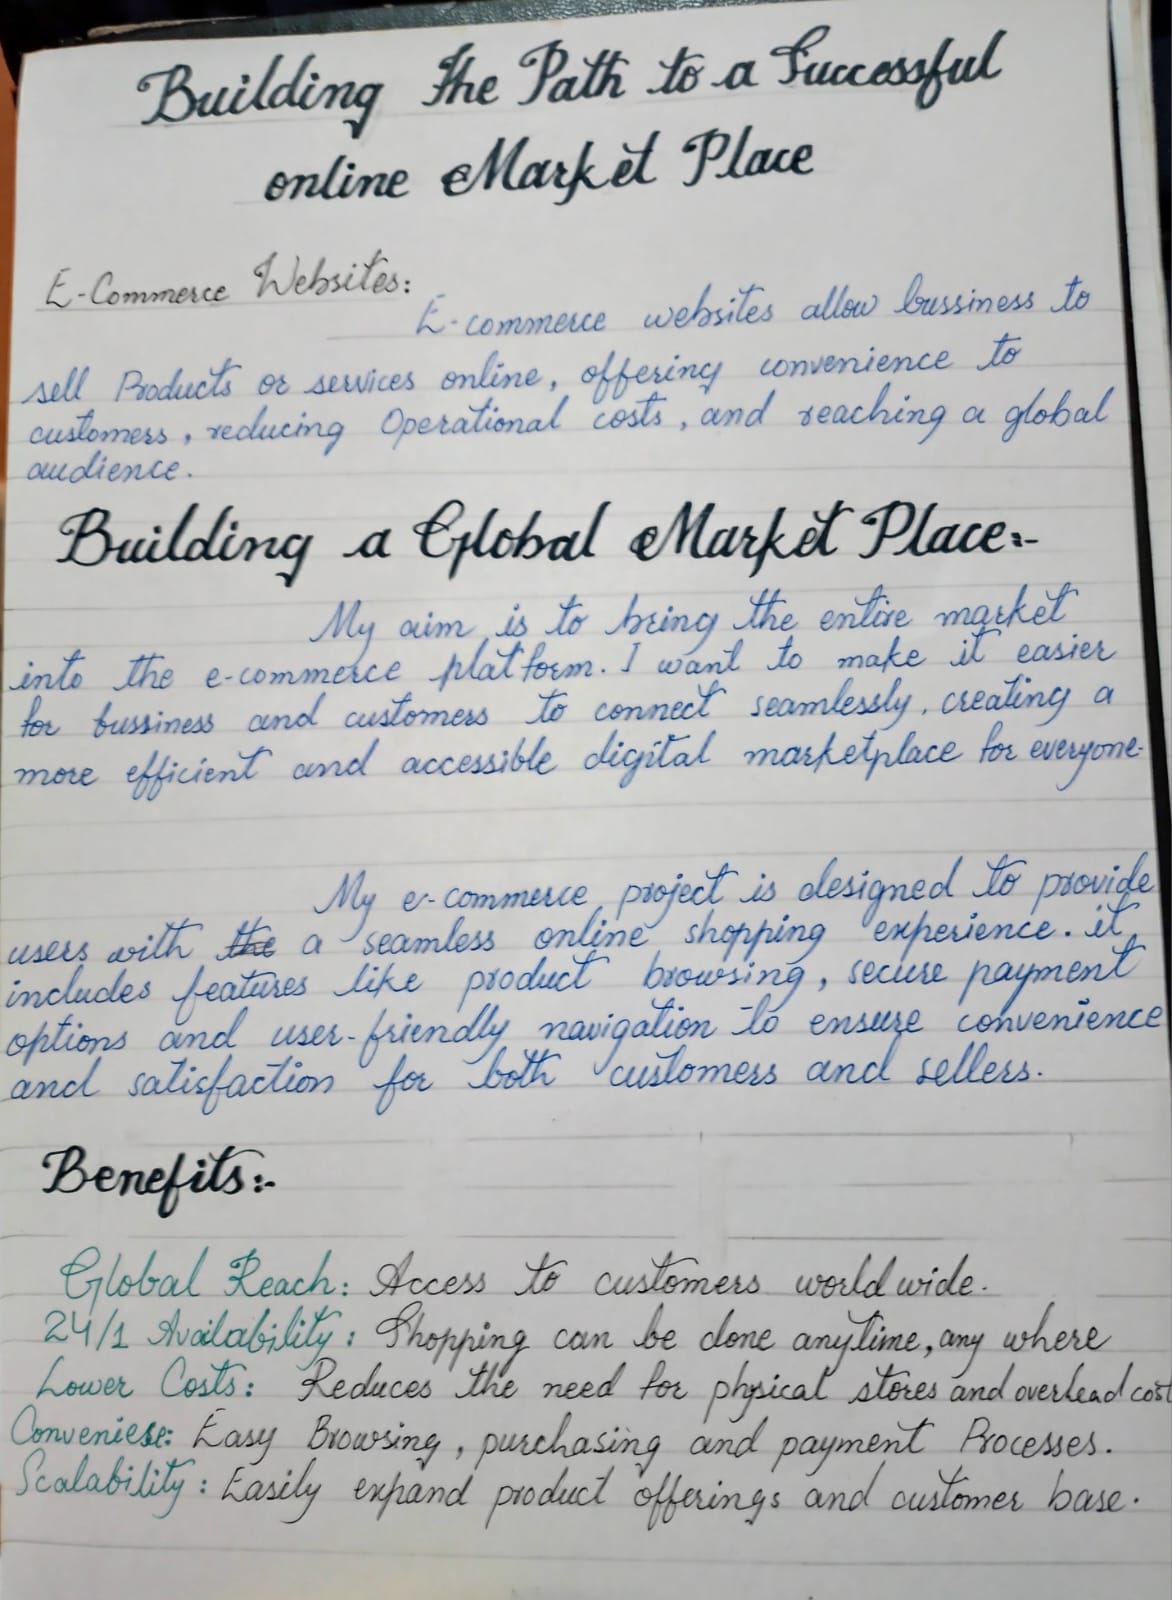 Building the Path to a Successful
online Market Place
E-Commerce Websites:
E-commerce websites allow bussiness to
sell Products or services online, offering convenience to
customers, reducing Operational costs, and reaching a global
audience.
Building a Global Market Place:-
My aim is to bring the entire market
into the e-commerce platform. I want to make it easier
for bussiness and customers to connect seamlessly, creating a
more efficient and accessible digital marketplace for everyone.
My e-commerce project is designed to provide
users with the a seamless online shopping experience. it
includes features like product browsing, secure payment
options and user-friendly navigation to ensure convenience
and satisfaction for both customers and sellers.
Benefits:-
Global Reach: Access to customers world wide.
24/1 Availability: Shopping can be done anytime, any where
Lower Costs: Reduces the need for physical stores and overhead cost
Conveniese: Easy Browsing, purchasing and payment Processes.
Scalability: Easily expand product offerings and customer base.